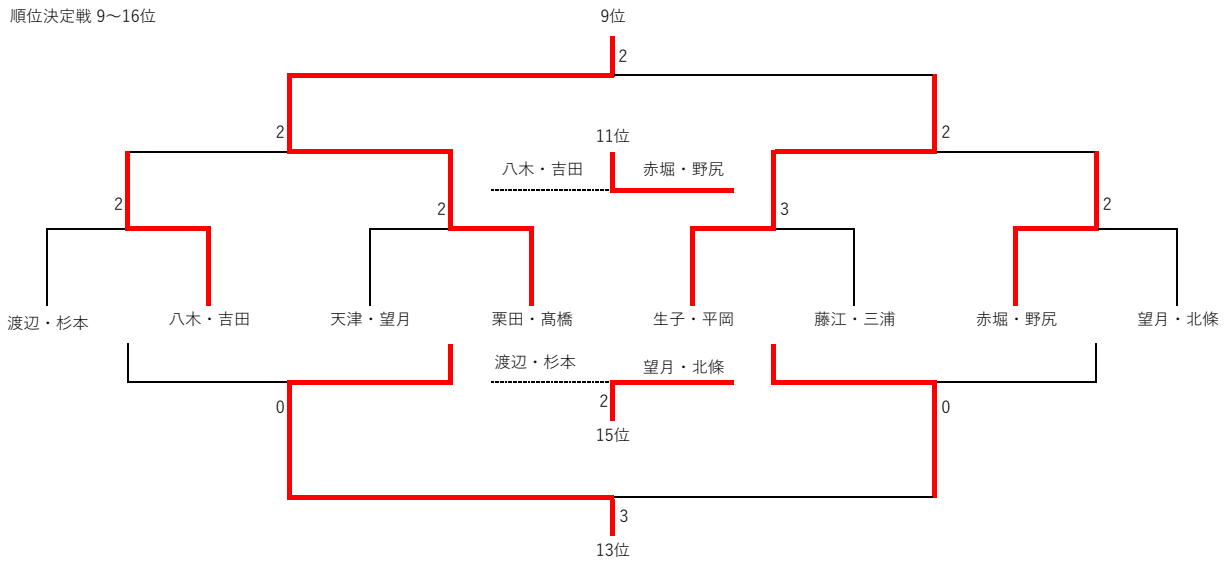 順位決定戦 9～16位
9位
2
2
11位
2
八木・吉田
赤堀・野尻
2
2
3
2
渡辺・杉本
八木・吉田
天津・望月
栗田・髙橋
生子・平岡
藤江・三浦
赤堀・野尻
望月・北條
渡辺・杉本
望月・北條
0
2
0
15位
3
13位